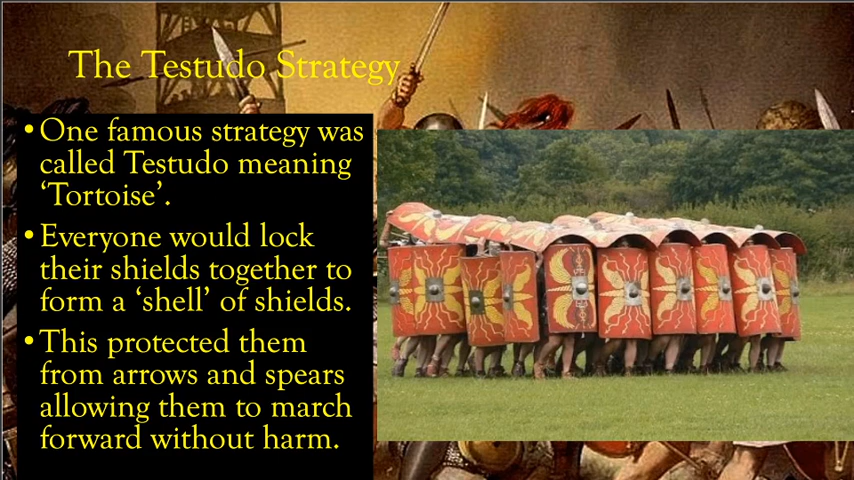 The Testudo Strategy
• One famous strategy was
called Testudo meaning
‘Tortoise’.
• Everyone would lock
their shields together to
form a ‘shell’ of shields.
• This protected them
from arrows and spears
allowing them to march
forward without harm.